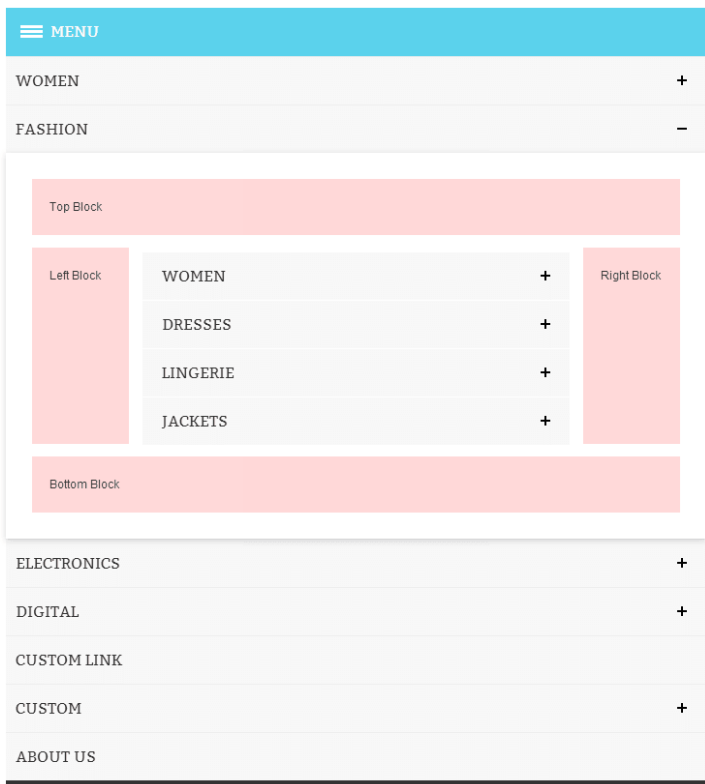 MENU
WOMEN +
FASHION −
Top Block
Left Block
WOMEN +
DRESSES +
LINGERIE +
JACKETS +
Right Block
Bottom Block
ELECTRONICS +
DIGITAL +
CUSTOM LINK
CUSTOM +
ABOUT US